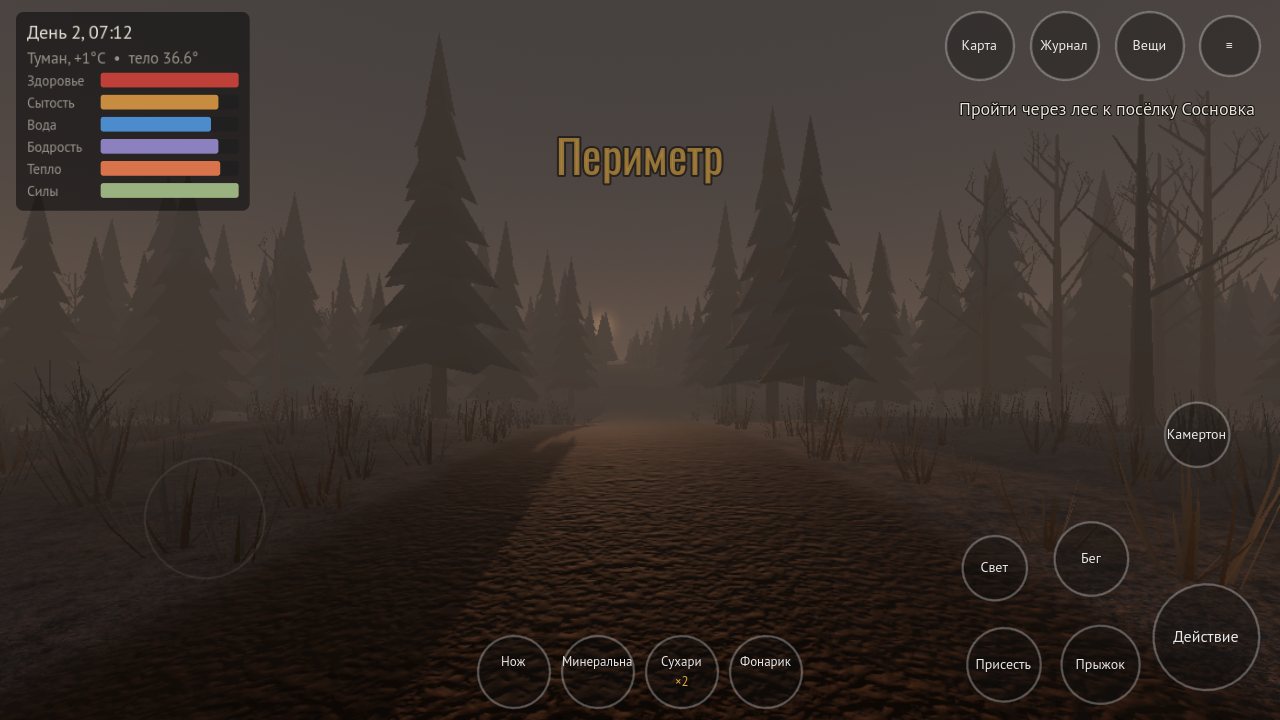 День 2, 07:12
Туман, +1°C • тело 36.6°
Здоровье
Сытость
Вода
Бодрость
Тепло
Силы
Карта
Журнал
Вещи
≡
Пройти через лес к посёлку Сосновка
Периметр
Камертон
Свет
Бег
Действие
Присесть
Прыжок
Нож
Минеральна
Сухари
×2
Фонарик